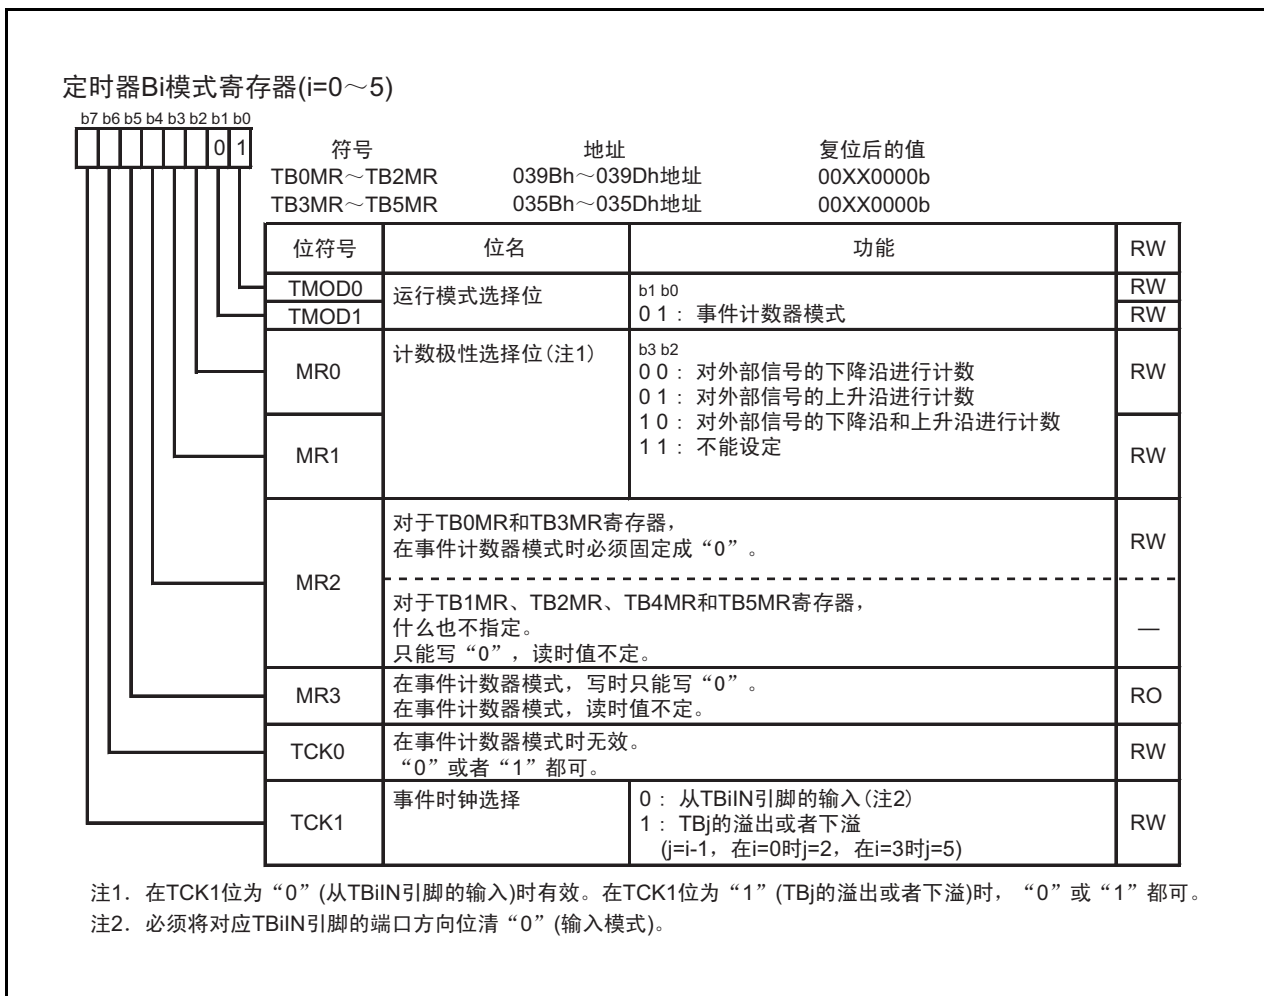 定时器Bi模式寄存器(i=0～5)
b7 b6 b5 b4 b3 b2 b1 b0
0 1
符号 地址 复位后的值
TB0MR～TB2MR 039Bh～039Dh地址 00XX0000b
TB3MR～TB5MR 035Bh～035Dh地址 00XX0000b
位符号 位名 功能 RW
TMOD0 运行模式选择位 b1 b0 RW
TMOD1 0 1：事件计数器模式 RW
MR0 计数极性选择位(注1) b3 b2 RW
0 0：对外部信号的下降沿进行计数
0 1：对外部信号的上升沿进行计数
1 0：对外部信号的下降沿和上升沿进行计数
MR1 1 1：不能设定 RW
MR2 对于TB0MR和TB3MR寄存器， RW
在事件计数器模式时必须固定成“0”。
对于TB1MR、TB2MR、TB4MR和TB5MR寄存器， —
什么也不指定。
只能写“0”，读时值不定。
MR3 在事件计数器模式，写时只能写“0”。 RO
在事件计数器模式，读时值不定。
TCK0 在事件计数器模式时无效。 RW
“0”或者“1”都可。
TCK1 事件时钟选择 0：从TBiIN引脚的输入(注2) RW
1：TBj的溢出或者下溢
(j=i-1，在i=0时j=2，在i=3时j=5)
注1．在TCK1位为“0”(从TBiIN引脚的输入)时有效。在TCK1位为“1”(TBj的溢出或者下溢)时，“0”或“1”都可。
注2．必须将对应TBiIN引脚的端口方向位清“0”(输入模式)。